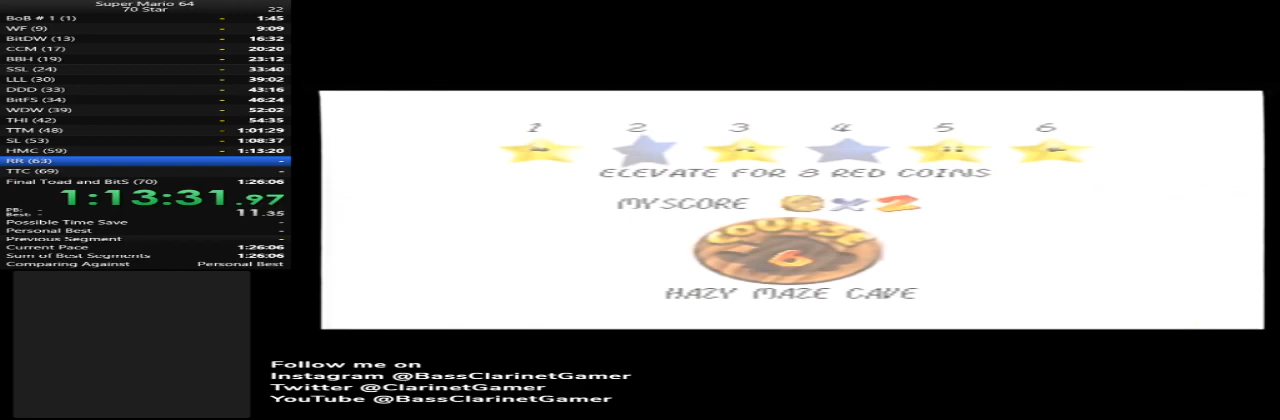 Super Mario 64
70 Star 22
BoB # 1 (1) - 1:45
WF (9) - 9:09
BitDW (13) - 16:32
CCM (17) - 20:20
BBH (19) - 23:12
SSL (24) - 33:40
LLL (30) - 39:02
DDD (33) - 43:16
BitFS (34) - 46:24
WDW (39) - 52:02
THI (42) - 54:35
TTM (48) - 1:01:29
SL (53) - 1:08:37
HMC (59) - 1:13:20
RR (63) -
TTC (69) -
Final Toad and BitS (70) 1:26:06
1:13:31.97
PB: -
Best: - 11.35
Possible Time Save -
Personal Best -
Previous Segment -
Current Pace 1:26:06
Sum of Best Segments 1:26:06
Comparing Against Personal Best
1 2 3 4 5 6
ELEVATE FOR 8 RED COINS
MY SCORE × 2
COURSE
6
HAZY MAZE CAVE
Follow me on
Instagram @BassClarinetGamer
Twitter @ClarinetGamer
YouTube @BassClarinetGamer